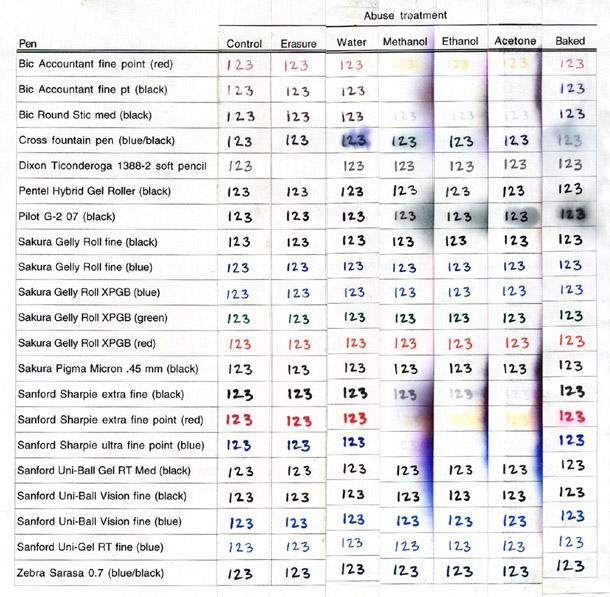 Abuse treatment
Pen Control Erasure Water Methanol Ethanol Acetone Baked
Bic Accountant fine point (red) 123 123 123 123 123 123
Bic Accountant fine pt (black) 123 123 123 123
Bic Round Stic med (black) 123 123 123 123 123 123
Cross fountain pen (blue/black) 123 123 123 123 123 123 123
Dixon Ticonderoga 1388-2 soft pencil 123 123 123 123 123 123
Pentel Hybrid Gel Roller (black) 123 123 123 123 123 123 123
Pilot G-2 07 (black) 123 123 123 123 123 123 123
Sakura Gelly Roll fine (black) 123 123 123 123 123 123 123
Sakura Gelly Roll fine (blue) 123 123 123 123 123 123 123
Sakura Gelly Roll XPGB (blue) 123 123 123 123 123 123 123
Sakura Gelly Roll XPGB (green) 123 123 123 123 123 123 123
Sakura Gelly Roll XPGB (red) 123 123 123 123 123 123 123
Sakura Pigma Micron .45 mm (black) 123 123 123 123 123 123 123
Sanford Sharpie extra fine (black) 123 123 123 123 123 123
Sanford Sharpie extra fine point (red) 123 123 123 123
Sanford Sharpie ultra fine point (blue) 123 123 123 123
Sanford Uni-Ball Gel RT Med (black) 123 123 123 123 123 123 123
Sanford Uni-Ball Vision fine (black) 123 123 123 123 123 123 123
Sanford Uni-Ball Vision fine (blue) 123 123 123 123 123 123 123
Sanford Uni-Gel RT fine (blue) 123 123 123 123 123 123 123
Zebra Sarasa 0.7 (blue/black) 123 123 123 123 123 123 123